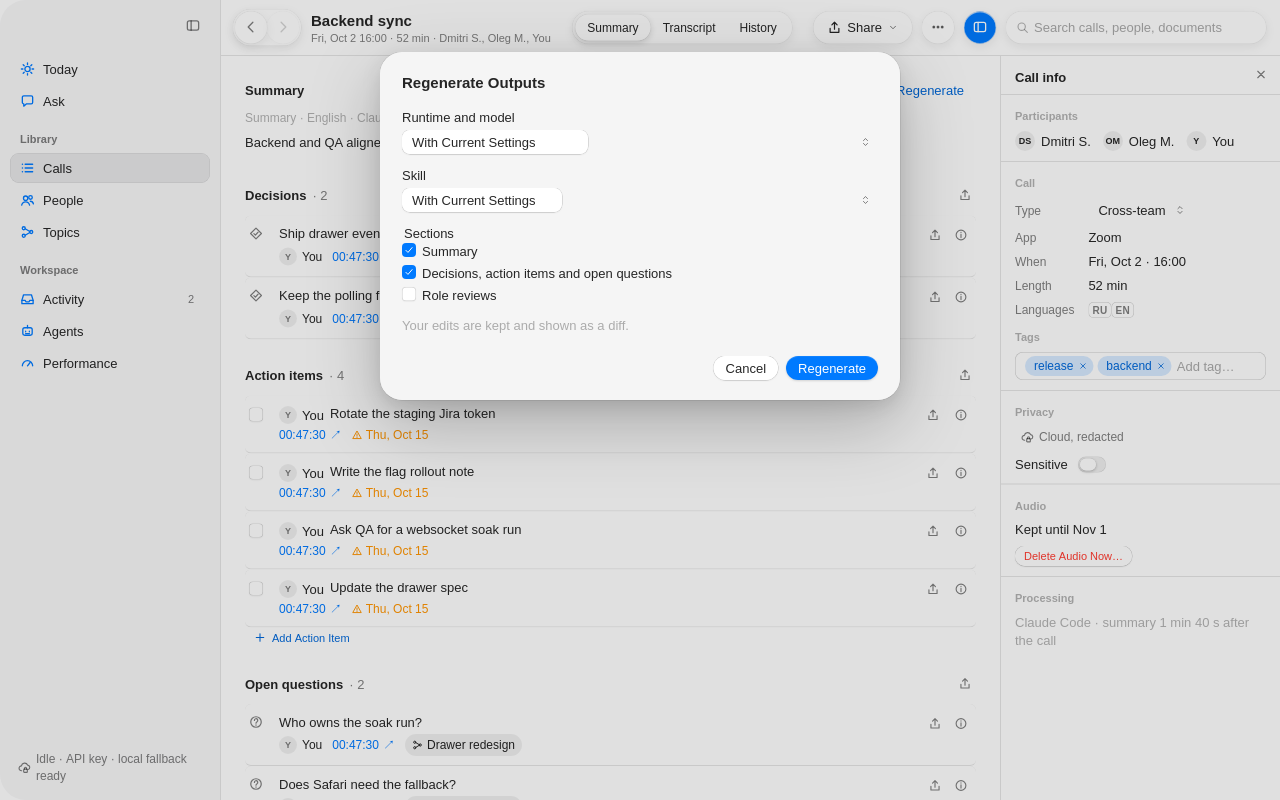 Backend sync
Fri, Oct 2 16:00 · 52 min · Dmitri S., Oleg M., You
Summary
Transcript
History
Share
Search calls, people, documents
Today
Ask
Library
Calls
People
Topics
Workspace
Activity 2
Agents
Performance
Idle · API key · local fallback
ready
Summary
Regenerate
Summary · English · Clau
Backend and QA aligne
Decisions · 2
Ship drawer even
Y You 00:47:30
Keep the polling f
Y You 00:47:30
Regenerate Outputs
Runtime and model
With Current Settings
Skill
With Current Settings
Sections
Summary
Decisions, action items and open questions
Role reviews
Your edits are kept and shown as a diff.
Cancel
Regenerate
Action items · 4
Y You Rotate the staging Jira token
00:47:30 Thu, Oct 15
Y You Write the flag rollout note
00:47:30 Thu, Oct 15
Y You Ask QA for a websocket soak run
00:47:30 Thu, Oct 15
Y You Update the drawer spec
00:47:30 Thu, Oct 15
Add Action Item
Open questions · 2
Who owns the soak run?
Y You 00:47:30 Drawer redesign
Does Safari need the fallback?
Call info
Participants
DS Dmitri S. OM Oleg M. Y You
Call
Type Cross-team
App Zoom
When Fri, Oct 2 · 16:00
Length 52 min
Languages RU EN
Tags
release backend Add tag…
Privacy
Cloud, redacted
Sensitive
Audio
Kept until Nov 1
Delete Audio Now…
Processing
Claude Code · summary 1 min 40 s after
the call